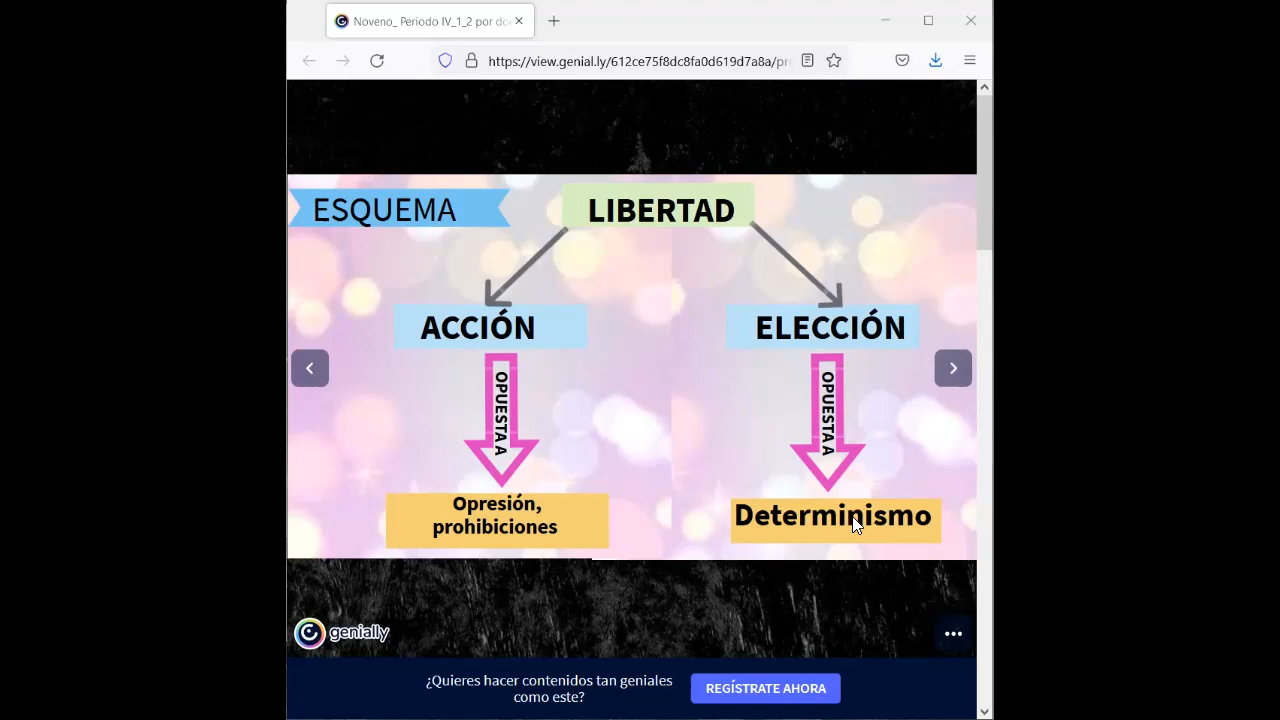 Noveno_ Periodo IV_1_2 por do
https://view.genial.ly/612ce75f8dc8fa0d619d7a8a/pr
ESQUEMA
LIBERTAD
ACCIÓN
ELECCIÓN
OPUESTA A
OPUESTA A
Opresión,
prohibiciones
Determinismo
genially
¿Quieres hacer contenidos tan geniales
como este?
REGÍSTRATE AHORA